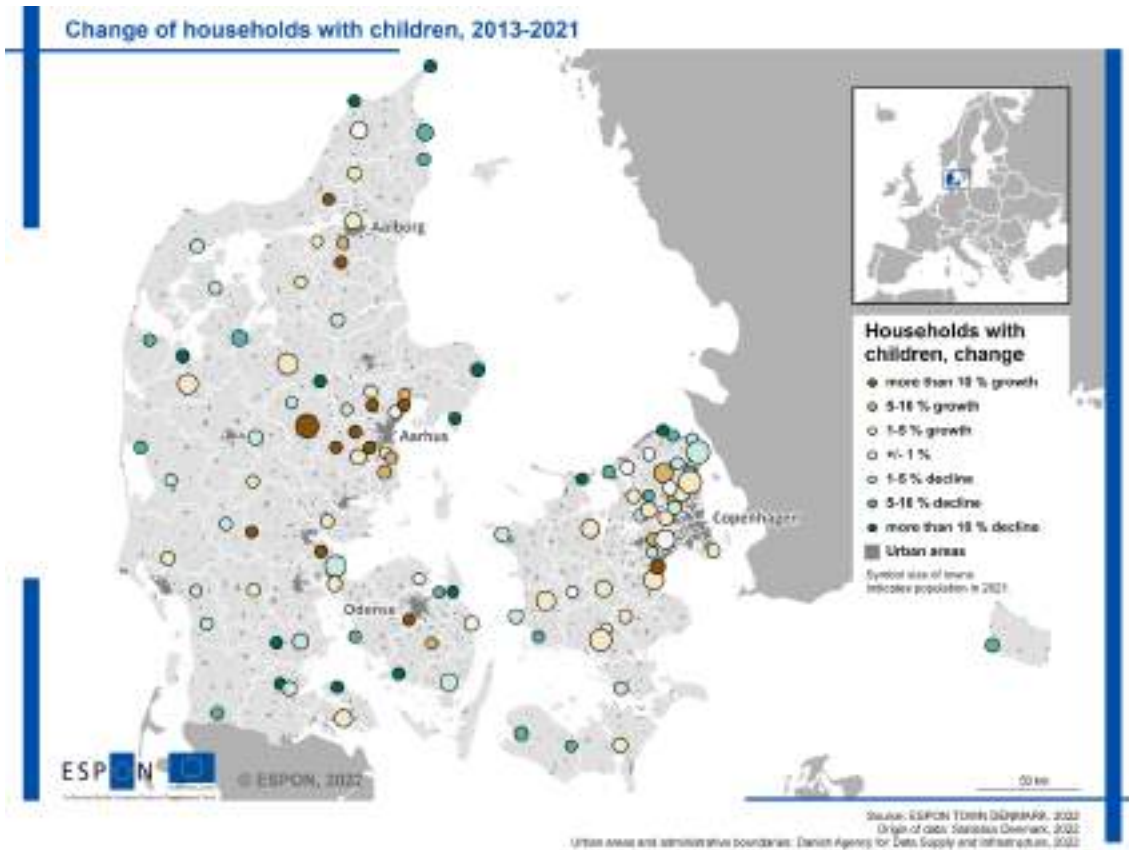 Change of households with children, 2013-2021
Aalborg
Aarhus
Copenhagen
Odense
Households with
children, change
more than 10 % growth
5-10 % growth
1-5 % growth
+/- 1 %
1-5 % decline
5-10 % decline
more than 10 % decline
Urban areas
Symbol size of towns
indicates population in 2021
ESPON
© ESPON, 2022
50 km
Source: ESPON TOWN DENMARK, 2022
Origin of data: Statistics Denmark, 2022
Urban areas and administrative boundaries: Danish Agency for Data Supply and Infrastructure, 2022